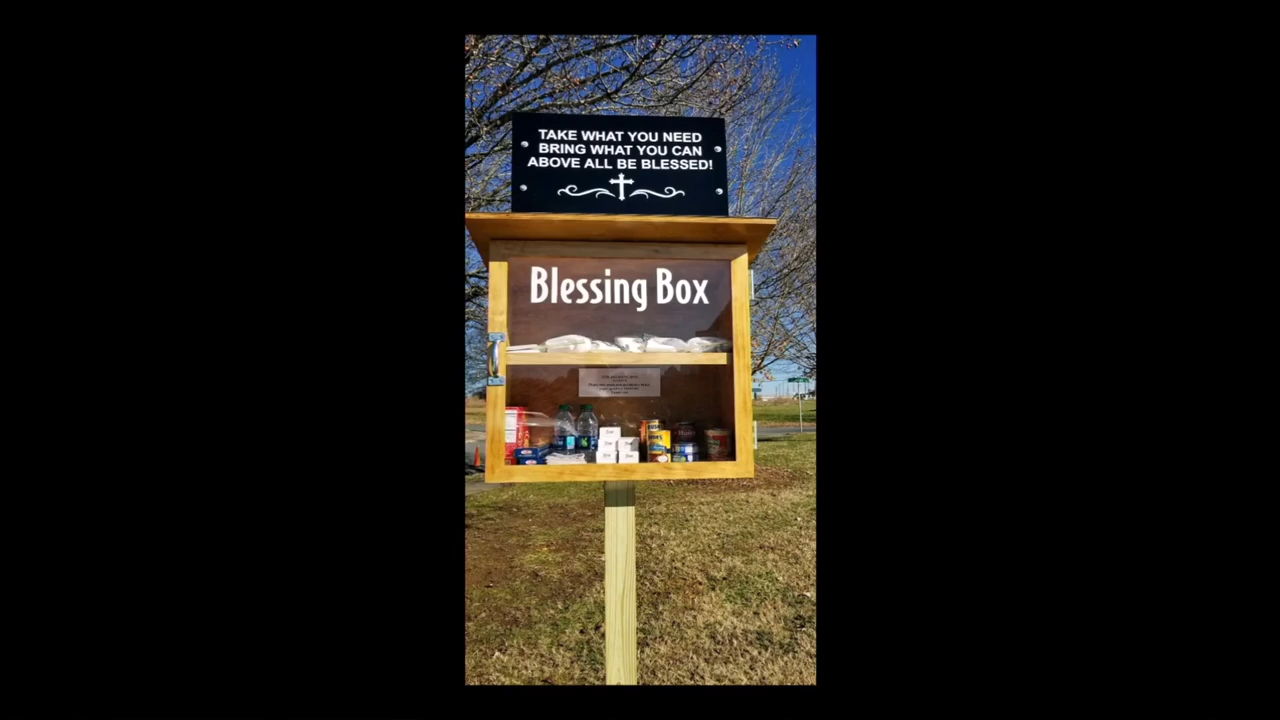 TAKE WHAT YOU NEED
BRING WHAT YOU CAN
ABOVE ALL BE BLESSED!
Blessing Box